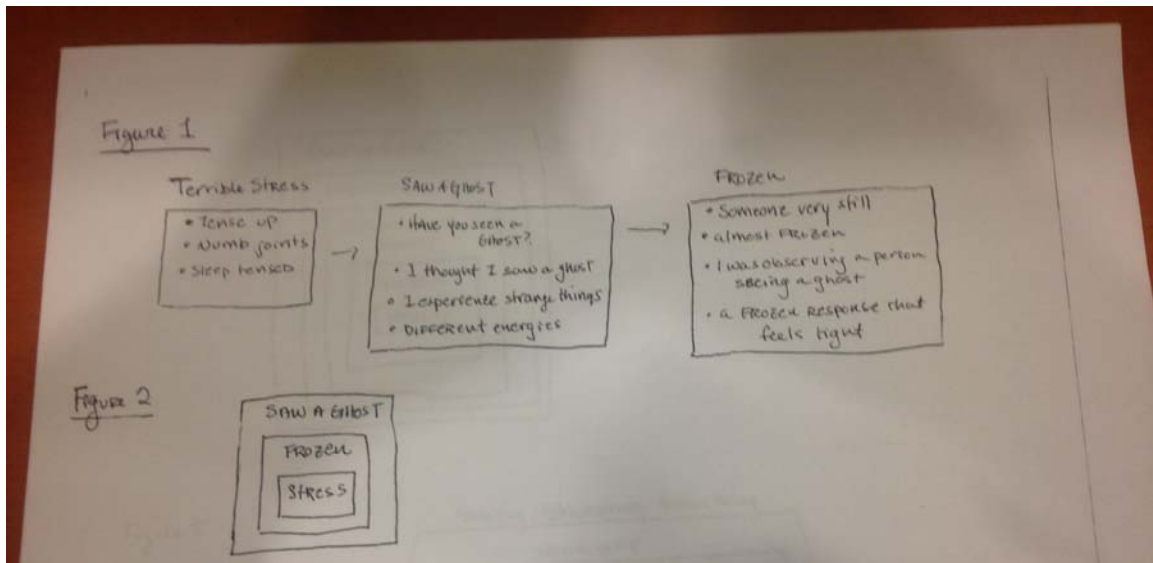 Figure 1
Terrible Stress
• Tense up
• Numb joints
• Sleep tensed
SAW A GHOST
• HAVE you seen a
GHOST?
• I thought I saw a ghost
• I experience strange things
• DIFFERENT energies
FROZEN
• Someone very still
• almost FROZEN
• I was observing a person
seeing a ghost
• a FROZEN RESPONSE that
feels tight
Figure 2
SAW A GHOST
FROZEN
STRESS